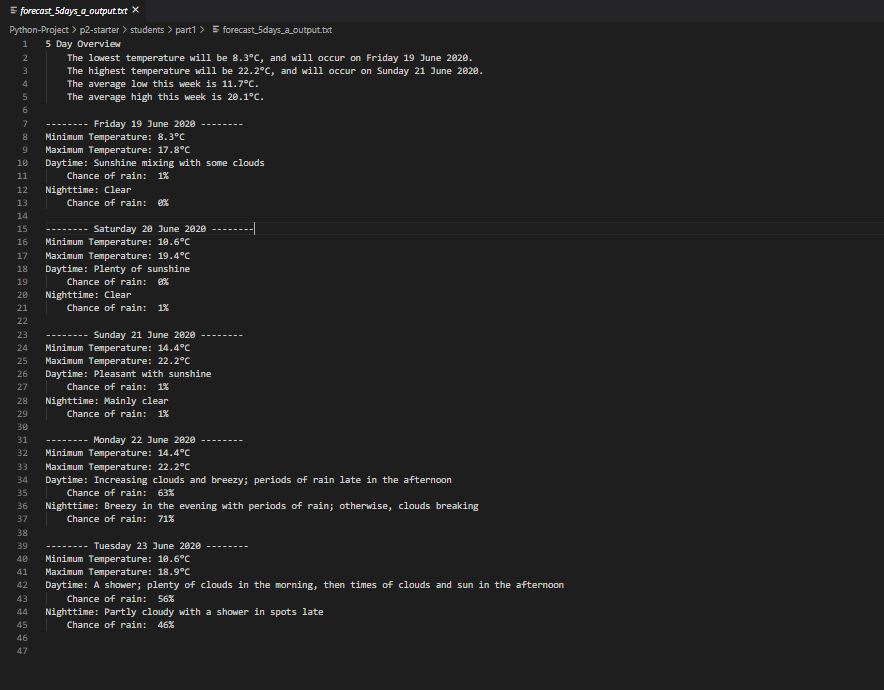 forecast_5days_a_output.txt ×
Python-Project > p2-starter > students > part1 > forecast_5days_a_output.txt
1 5 Day Overview
2     The lowest temperature will be 8.3°C, and will occur on Friday 19 June 2020.
3     The highest temperature will be 22.2°C, and will occur on Sunday 21 June 2020.
4     The average low this week is 11.7°C.
5     The average high this week is 20.1°C.
6
7 -------- Friday 19 June 2020 --------
8 Minimum Temperature: 8.3°C
9 Maximum Temperature: 17.8°C
10 Daytime: Sunshine mixing with some clouds
11     Chance of rain:  1%
12 Nighttime: Clear
13     Chance of rain:  0%
14
15 -------- Saturday 20 June 2020 --------
16 Minimum Temperature: 10.6°C
17 Maximum Temperature: 19.4°C
18 Daytime: Plenty of sunshine
19     Chance of rain:  0%
20 Nighttime: Clear
21     Chance of rain:  1%
22
23 -------- Sunday 21 June 2020 --------
24 Minimum Temperature: 14.4°C
25 Maximum Temperature: 22.2°C
26 Daytime: Pleasant with sunshine
27     Chance of rain:  1%
28 Nighttime: Mainly clear
29     Chance of rain:  1%
30
31 -------- Monday 22 June 2020 --------
32 Minimum Temperature: 14.4°C
33 Maximum Temperature: 22.2°C
34 Daytime: Increasing clouds and breezy; periods of rain late in the afternoon
35     Chance of rain:  63%
36 Nighttime: Breezy in the evening with periods of rain; otherwise, clouds breaking
37     Chance of rain:  71%
38
39 -------- Tuesday 23 June 2020 --------
40 Minimum Temperature: 10.6°C
41 Maximum Temperature: 18.9°C
42 Daytime: A shower; plenty of clouds in the morning, then times of clouds and sun in the afternoon
43     Chance of rain:  56%
44 Nighttime: Partly cloudy with a shower in spots late
45     Chance of rain:  46%
46
47